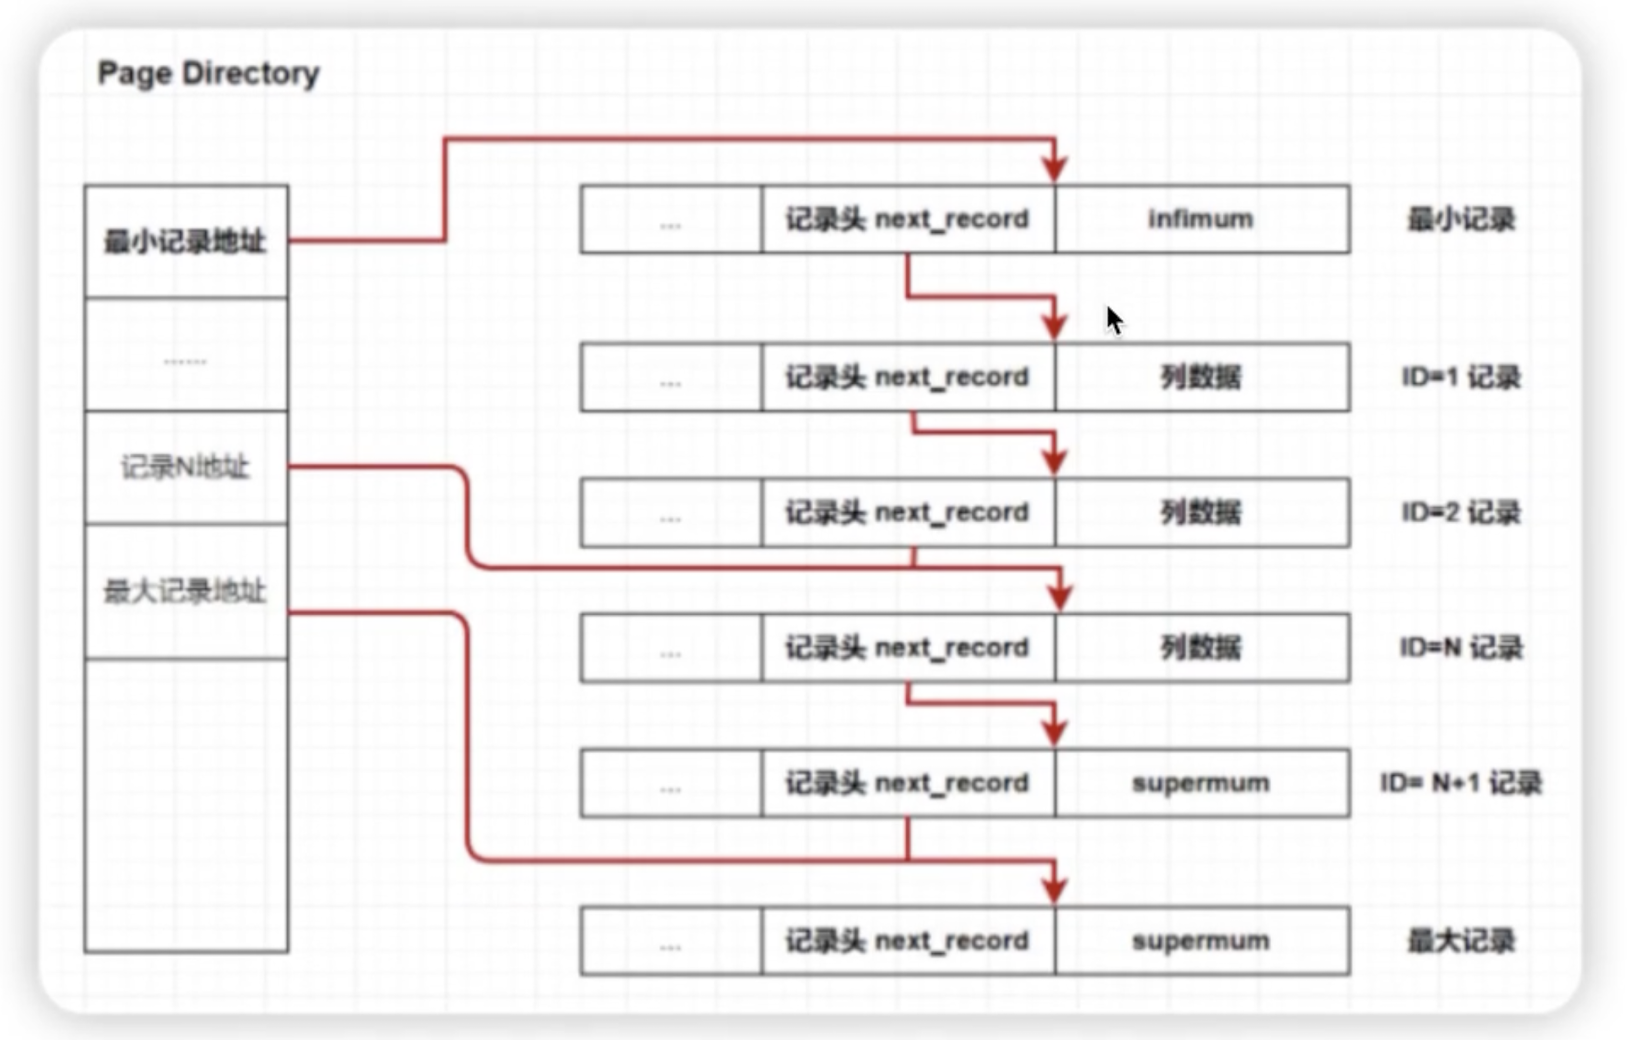 Page Directory
最小记录地址
......
记录N地址
最大记录地址
... 记录头 next_record infimum 最小记录
... 记录头 next_record 列数据 ID=1 记录
... 记录头 next_record 列数据 ID=2 记录
... 记录头 next_record 列数据 ID=N 记录
... 记录头 next_record supermum ID= N+1 记录
... 记录头 next_record supermum 最大记录